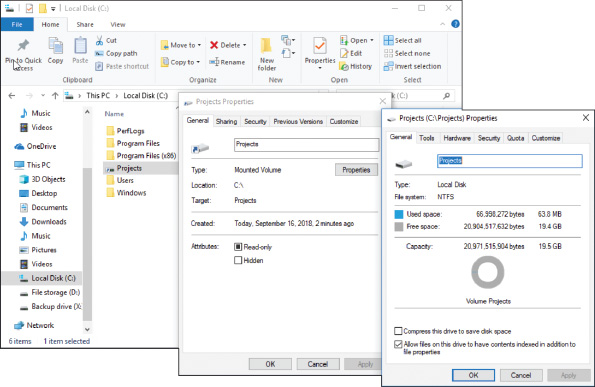 Local Disk (C:)
File Home Share View
Pin to Quick access
Copy
Paste
Cut
Copy path
Paste shortcut
Clipboard
Move to
Copy to
Delete
Rename
Organize
New folder
New
Properties
Open
Edit
History
Open
Select all
Select none
Invert selection
Select
This PC > Local Disk (C:)
k (C:)
Music
Videos
OneDrive
This PC
3D Objects
Desktop
Documents
Downloads
Music
Pictures
Videos
Local Disk (C:)
File storage (D:)
Backup drive (X:
Network
Name
PerfLogs
Program Files
Program Files (x86)
Projects
Users
Windows
6 items 1 item selected
Projects Properties
General Sharing Security Previous Versions Customize
Projects
Type: Mounted Volume
Properties
Location: C:\
Target: Projects
Created: Today, September 16, 2018, 2 minutes ago
Attributes: Read-only
Hidden
OK Cancel Apply
Projects (C:\Projects) Properties
General Tools Hardware Security Quota Customize
Projects
Type: Local Disk
File system: NTFS
Used space: 66,998,272 bytes 63.8 MB
Free space: 20,904,517,632 bytes 19.4 GB
Capacity: 20,971,515,904 bytes 19.5 GB
Volume Projects
Compress this drive to save disk space
Allow files on this drive to have contents indexed in addition to
file properties
OK Cancel Apply